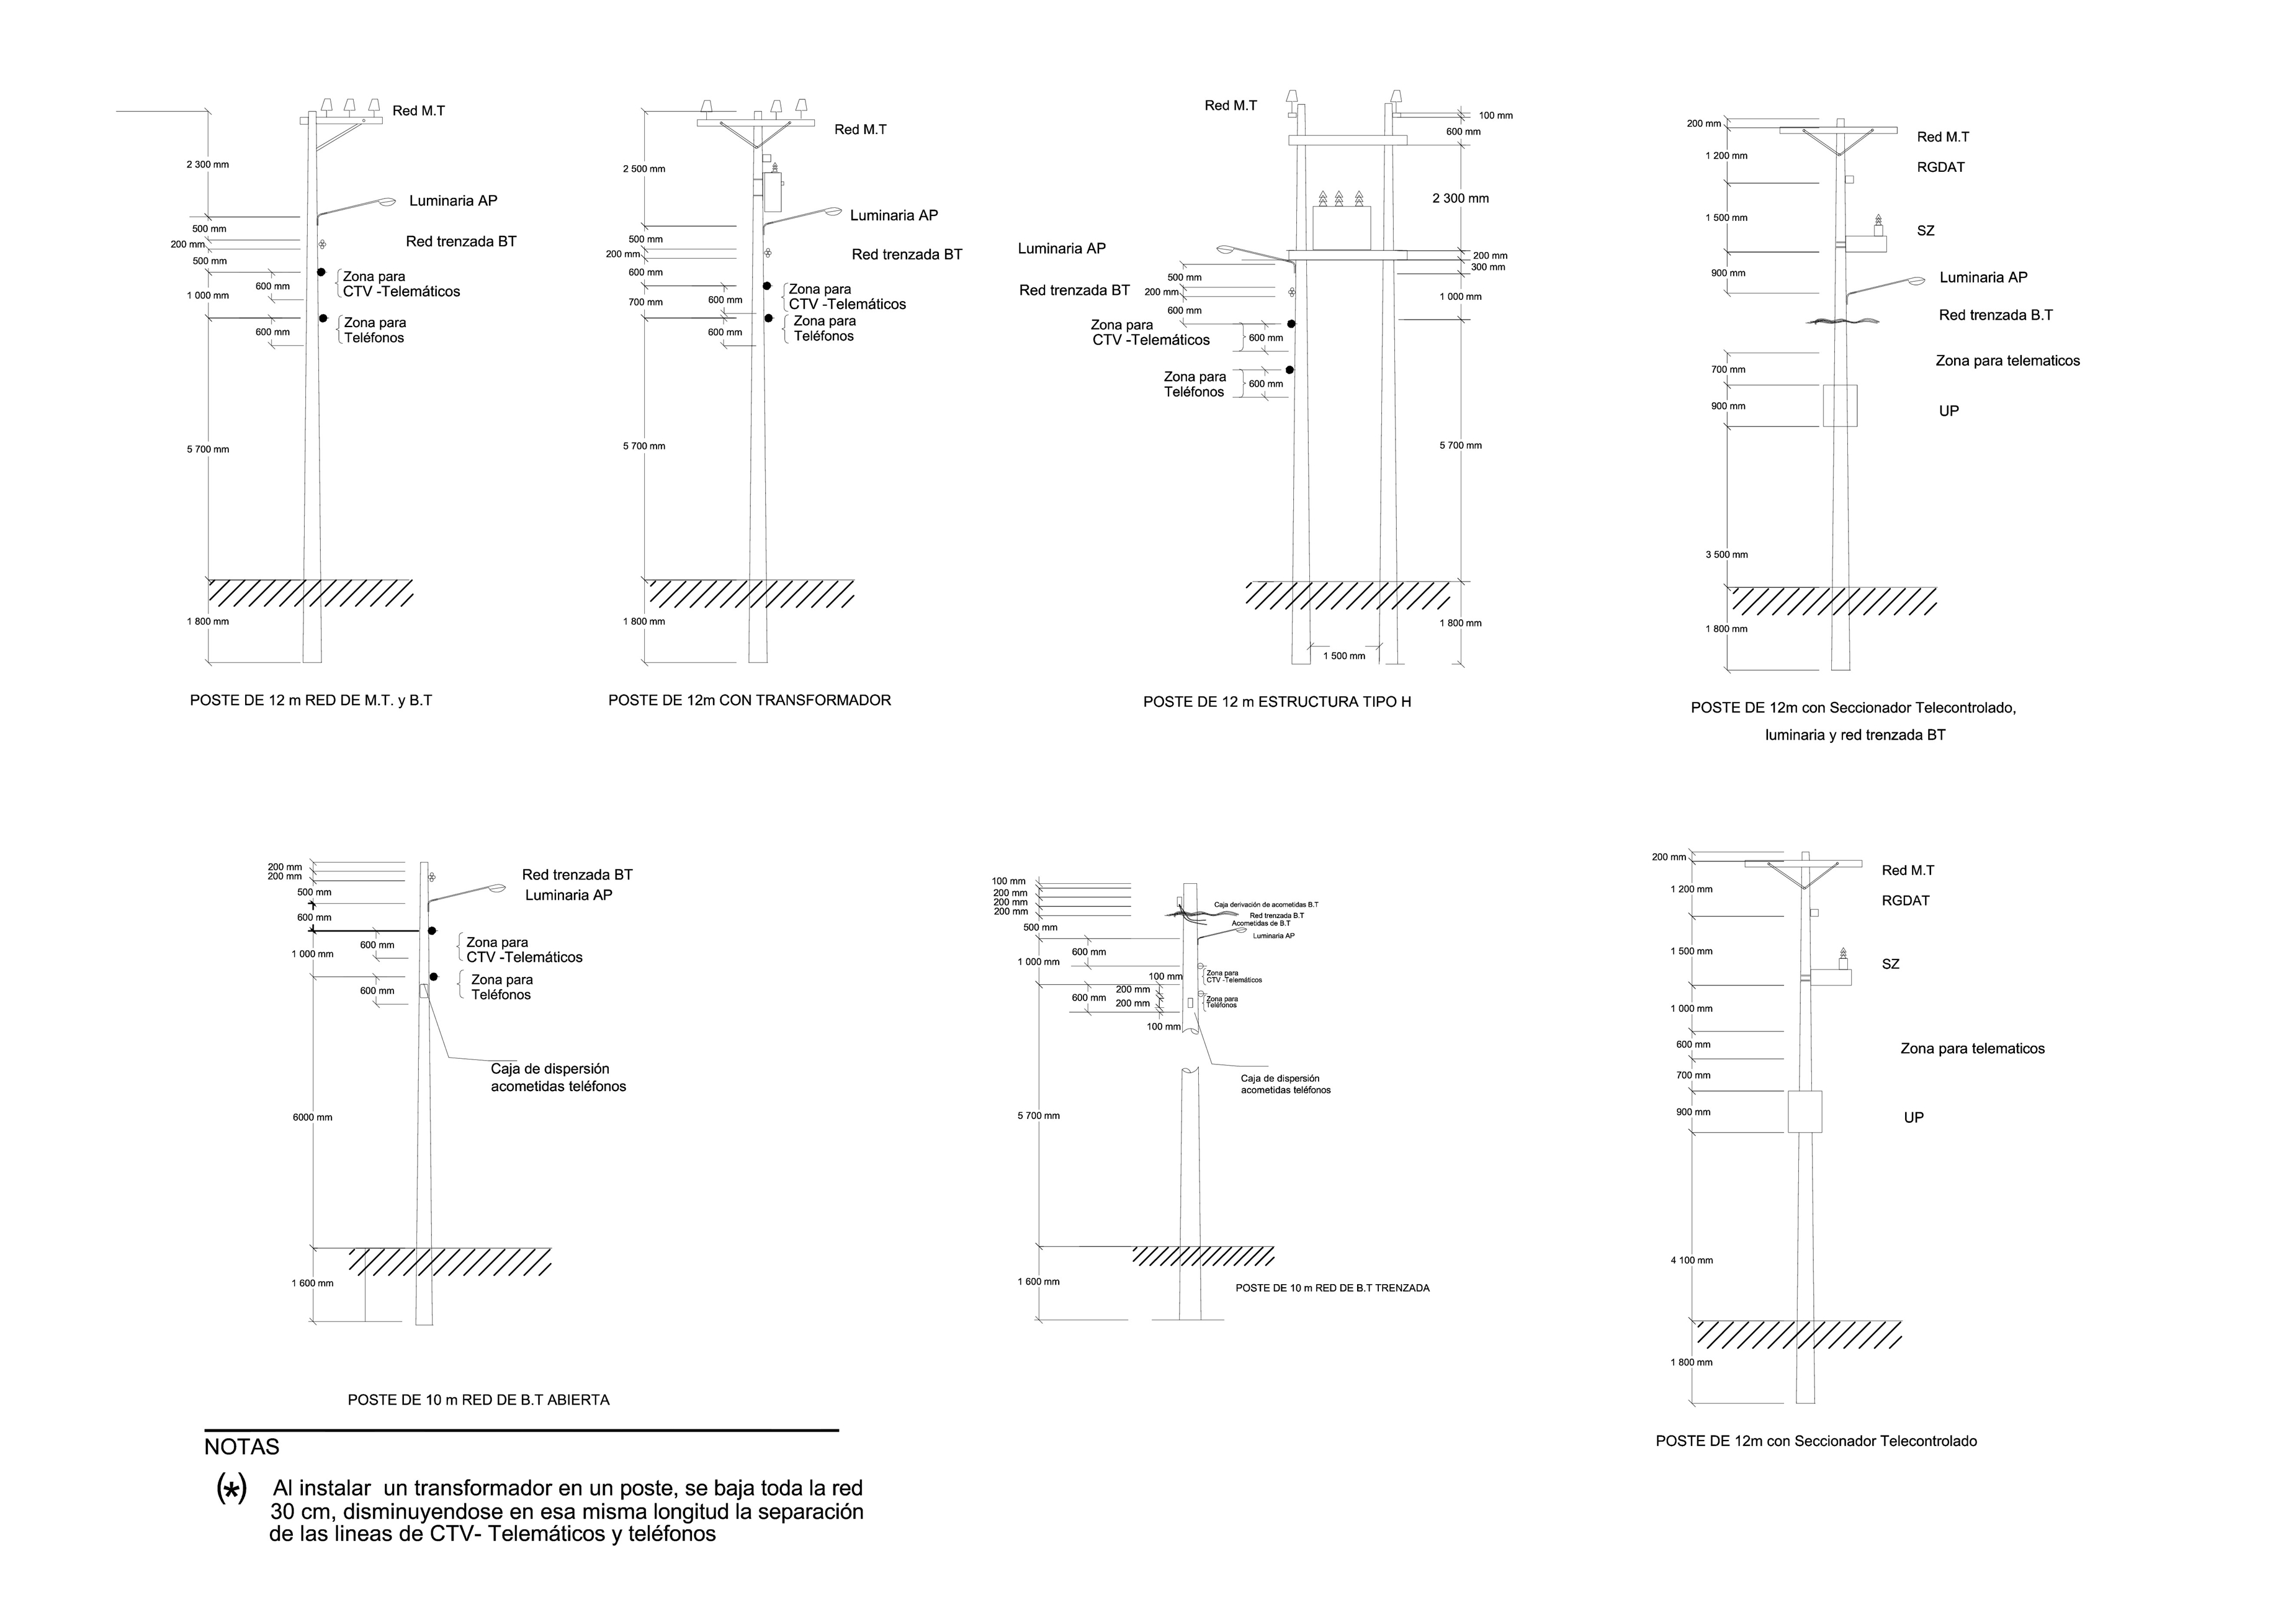 Red M.T
2 300 mm
Luminaria AP
500 mm
200 mm
Red trenzada BT
500 mm
Zona para
CTV -Telemáticos
600 mm
1 000 mm
Zona para
Teléfonos
600 mm
5 700 mm
1 800 mm
POSTE DE 12 m RED DE M.T. y B.T
Red M.T
2 500 mm
Luminaria AP
500 mm
200 mm
Red trenzada BT
600 mm
Zona para
CTV -Telemáticos
700 mm
600 mm
Zona para
Teléfonos
600 mm
5 700 mm
1 800 mm
POSTE DE 12m CON TRANSFORMADOR
Red M.T
100 mm
600 mm
2 300 mm
Luminaria AP
200 mm
300 mm
500 mm
Red trenzada BT
200 mm
1 000 mm
600 mm
Zona para
CTV -Telemáticos
600 mm
Zona para
Teléfonos
600 mm
5 700 mm
1 800 mm
1 500 mm
POSTE DE 12 m ESTRUCTURA TIPO H
200 mm
Red M.T
1 200 mm
RGDAT
1 500 mm
SZ
900 mm
Luminaria AP
Red trenzada B.T
Zona para telematicos
700 mm
900 mm
UP
3 500 mm
1 800 mm
POSTE DE 12m con Seccionador Telecontrolado,
luminaria y red trenzada BT
200 mm
200 mm
Red trenzada BT
500 mm
Luminaria AP
600 mm
600 mm
Zona para
CTV -Telemáticos
1 000 mm
Zona para
Teléfonos
600 mm
Caja de dispersión
acometidas teléfonos
6000 mm
1 600 mm
POSTE DE 10 m RED DE B.T ABIERTA
100 mm
200 mm
200 mm
200 mm
Caja derivación de acometidas B.T
Red trenzada B.T
Acometidas de B.T
500 mm
Luminaria AP
600 mm
1 000 mm
Zona para
CTV -Telemáticos
100 mm
200 mm
600 mm
200 mm
Zona para
Teléfonos
100 mm
Caja de dispersión
acometidas teléfonos
5 700 mm
1 600 mm
POSTE DE 10 m RED DE B.T TRENZADA
200 mm
Red M.T
1 200 mm
RGDAT
1 500 mm
SZ
1 000 mm
600 mm
Zona para telematicos
700 mm
900 mm
UP
4 100 mm
1 800 mm
POSTE DE 12m con Seccionador Telecontrolado
NOTAS
(*) Al instalar un transformador en un poste, se baja toda la red
30 cm, disminuyendose en esa misma longitud la separación
de las lineas de CTV- Telemáticos y teléfonos